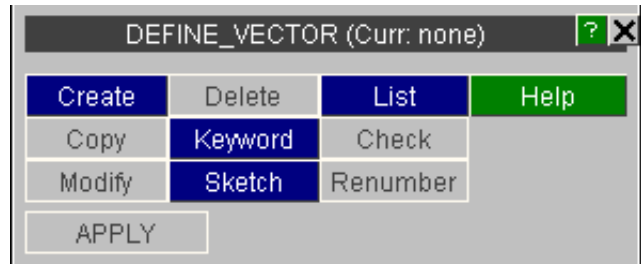 DEFINE_VECTOR (Curr: none) ? X
Create Delete List Help
Copy Keyword Check
Modify Sketch Renumber
APPLY